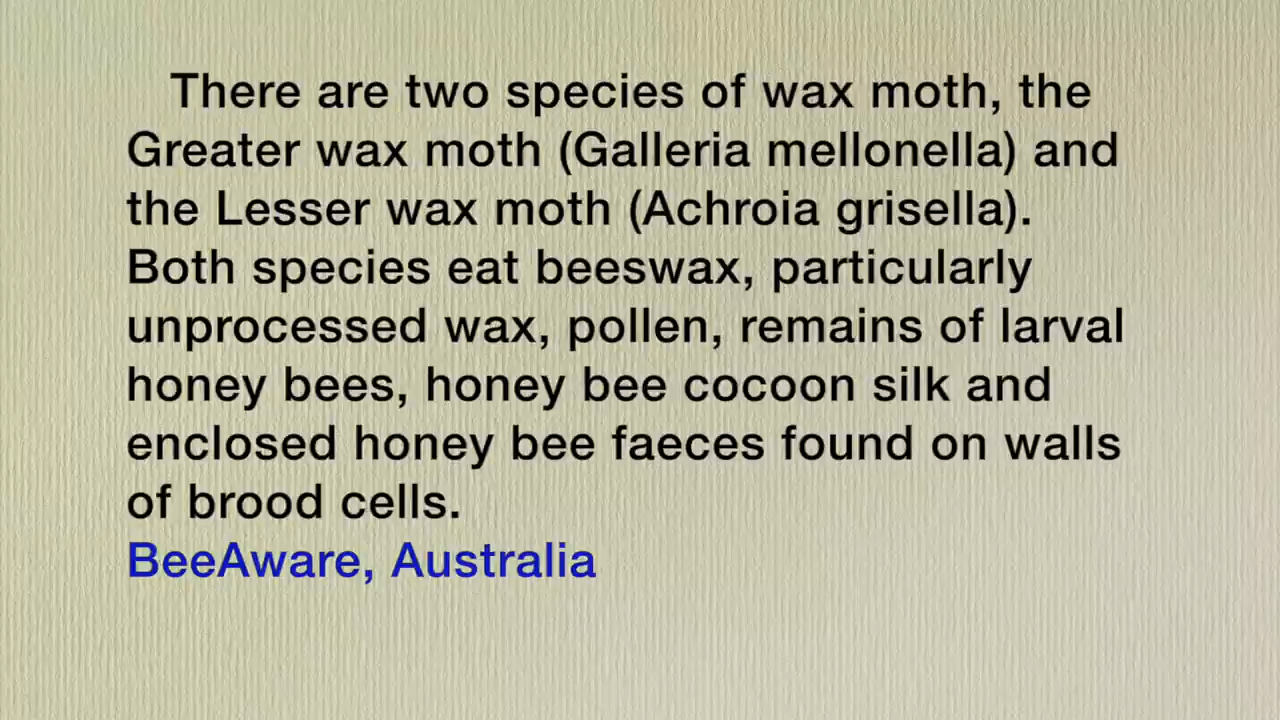 There are two species of wax moth, the
Greater wax moth (Galleria mellonella) and
the Lesser wax moth (Achroia grisella).
Both species eat beeswax, particularly
unprocessed wax, pollen, remains of larval
honey bees, honey bee cocoon silk and
enclosed honey bee faeces found on walls
of brood cells.
BeeAware, Australia